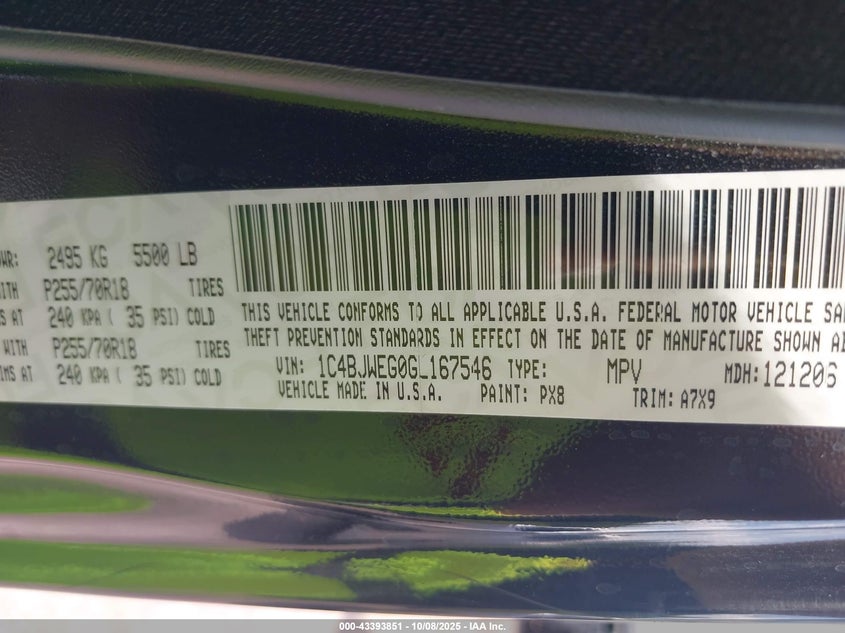 WR: 2495 KG 5500 LB
ITH P255/70R18 TIRES
S AT 240 KPA ( 35 PSI) COLD
WITH P255/70R18 TIRES
IMS AT 240 KPA ( 35 PSI) COLD
THIS VEHICLE CONFORMS TO ALL APPLICABLE U.S.A. FEDERAL MOTOR VEHICLE SA
THEFT PREVENTION STANDARDS IN EFFECT ON THE DATE OF MANUFACTURE SHOWN AB
VIN: 1C4BJWEG0GL167546 TYPE: MPV MDH: 121206
VEHICLE MADE IN U.S.A. PAINT: PX8 TRIM: A7X9
000-43393851 - 10/08/2025 - IAA Inc.